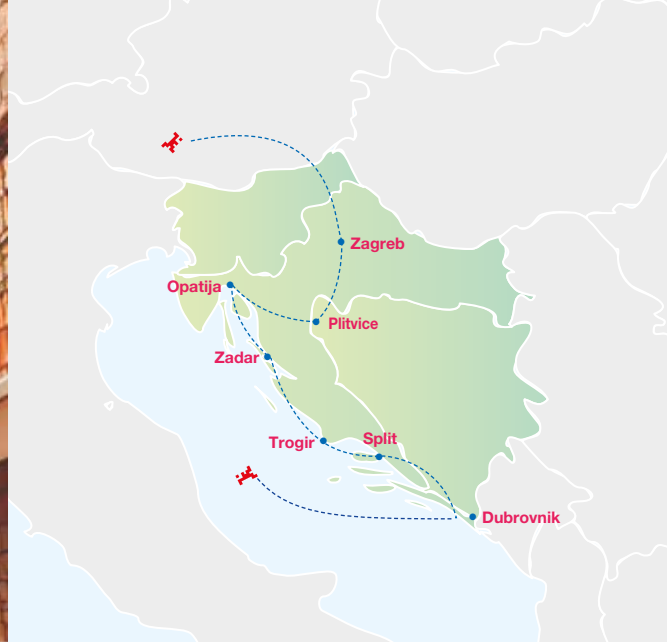 Zagreb
Opatija
Plitvice
Zadar
Trogir
Split
Dubrovnik